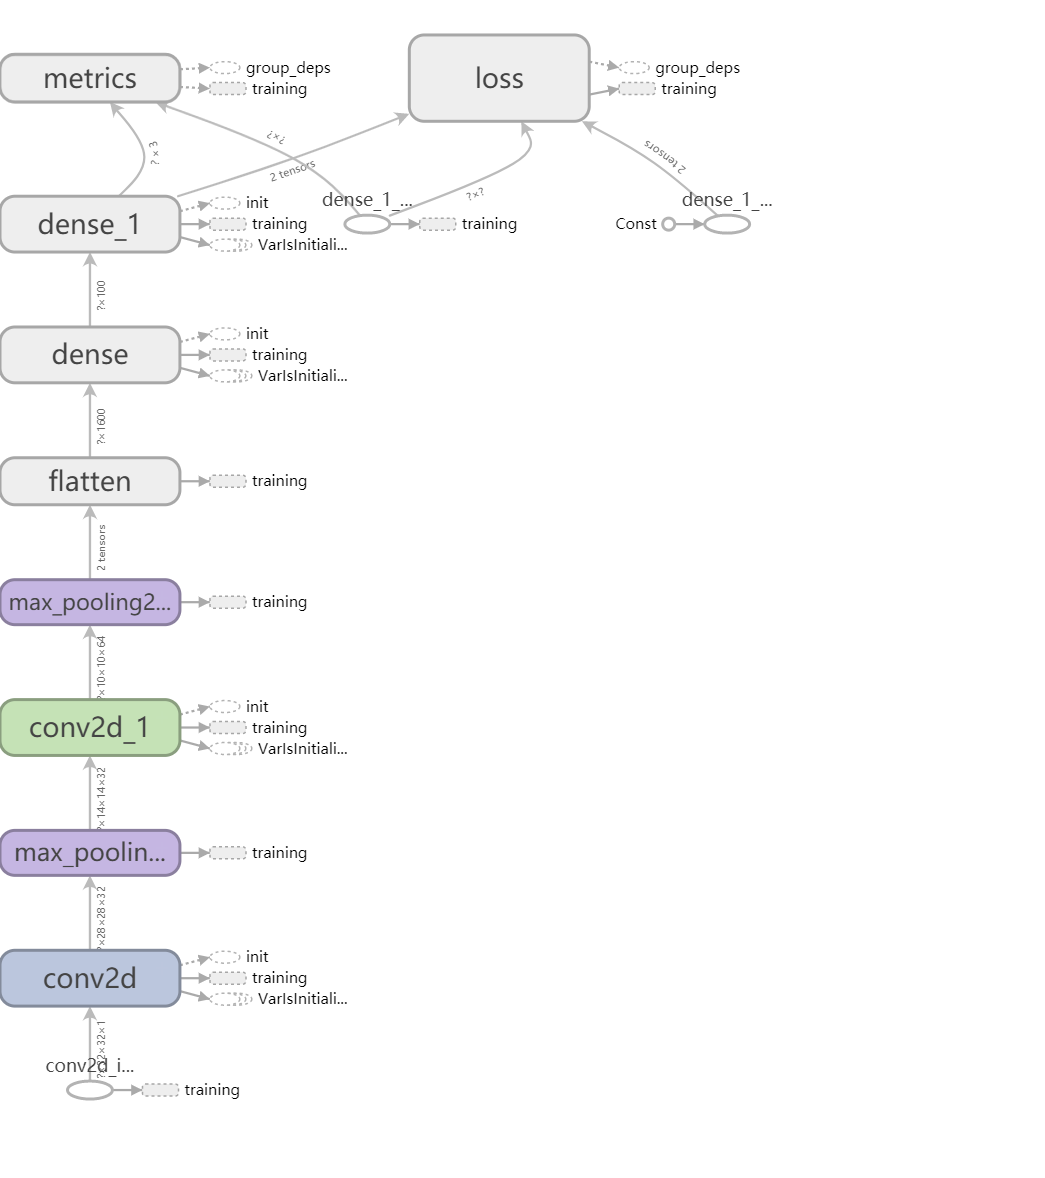 metrics
group_deps
training
loss
group_deps
training
? × 3
?×?
2 tensors
?×?
2 tensors
dense_1
init
training
VarIsInitiali...
dense_1_...
training
dense_1_...
Const
?×100
dense
init
training
VarIsInitiali...
?×1600
flatten
training
2 tensors
max_pooling2...
training
?×10×10×64
conv2d_1
init
training
VarIsInitiali...
?×14×14×32
max_poolin...
training
?×28×28×32
conv2d
init
training
VarIsInitiali...
?×32×32×1
conv2d_i...
training